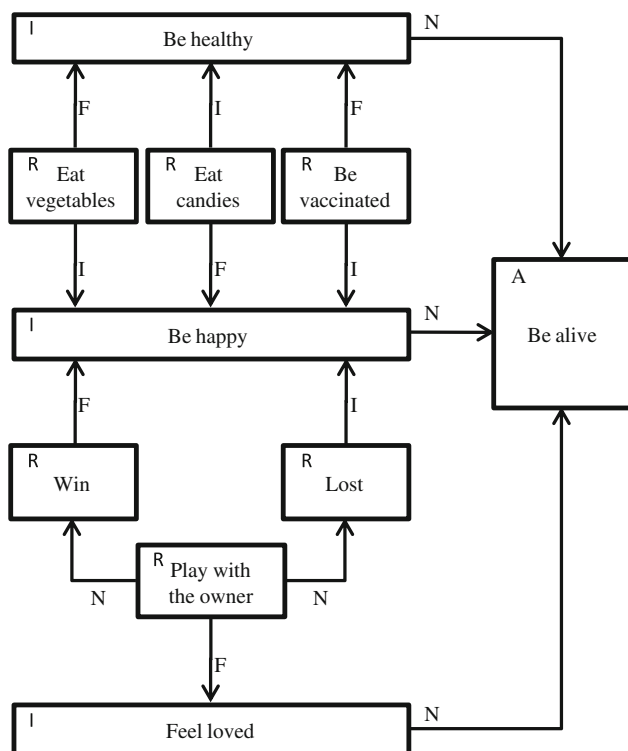 I
Be healthy
N
F
I
F
R
Eat
vegetables
R
Eat
candies
R
Be
vaccinated
I
F
I
A
Be alive
I
Be happy
N
F
I
R
Win
R
Lost
R
Play with
the owner
N
N
F
I
Feel loved
N